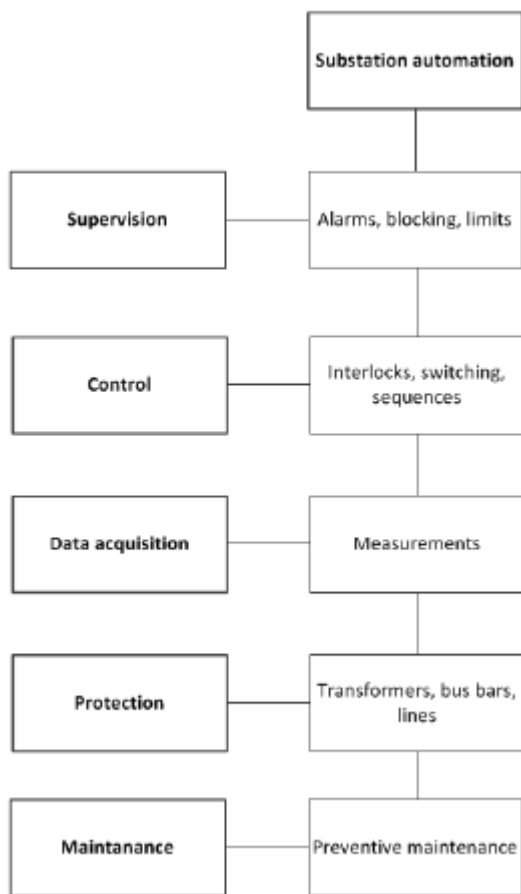 Substation automation
Supervision
Alarms, blocking, limits
Control
Interlocks, switching,
sequences
Data acquisition
Measurements
Protection
Transformers, bus bars,
lines
Maintanance
Preventive maintenance